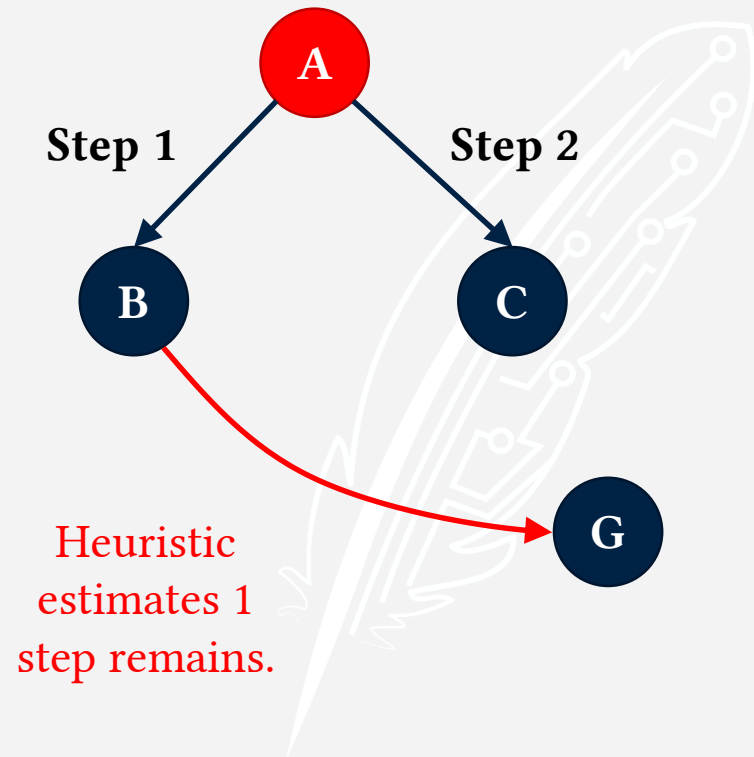 A
Step 1
Step 2
B
C
G
Heuristic
estimates 1
step remains.